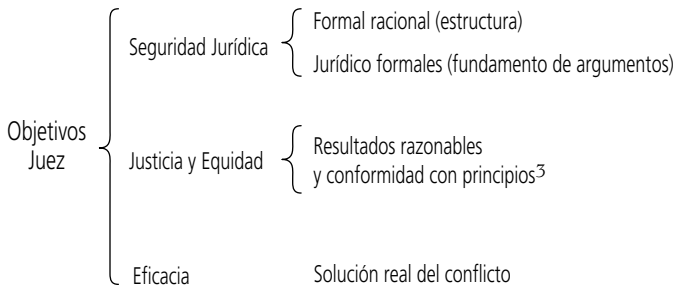 Objetivos
Juez
Seguridad Jurídica
Formal racional (estructura)
Jurídico formales (fundamento de argumentos)
Justicia y Equidad
Resultados razonables
y conformidad con principios3
Eficacia
Solución real del conflicto